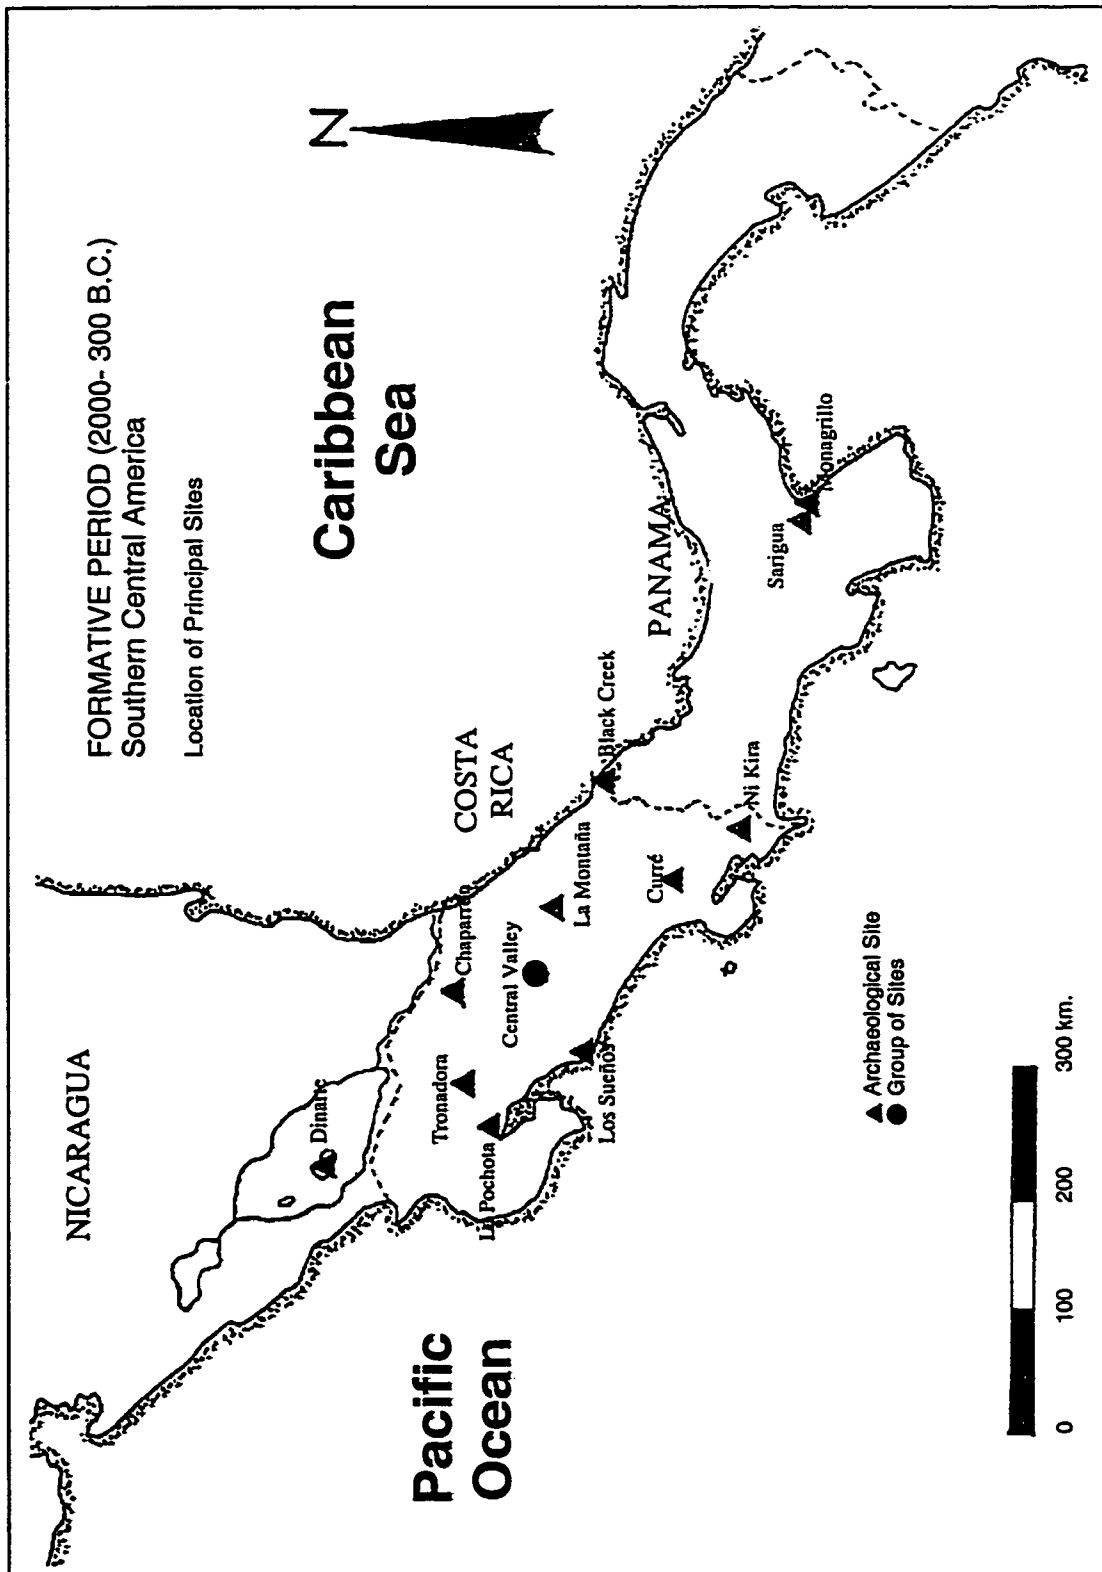 FORMATIVE PERIOD (2000- 300 B.C.)
Southern Central America
Location of Principal Sites
N
NICARAGUA
Caribbean
Sea
COSTA
RICA
PANAMA
Dinarte
Chaparrón
Tronadora
La Pochota
Central Valley
La Montaña
Black Creek
Los Sueños
Curré
Ni Kira
Sarigua
Monagrillo
Pacific
Ocean
Archaeological Site
Group of Sites
0 100 200 300 km.